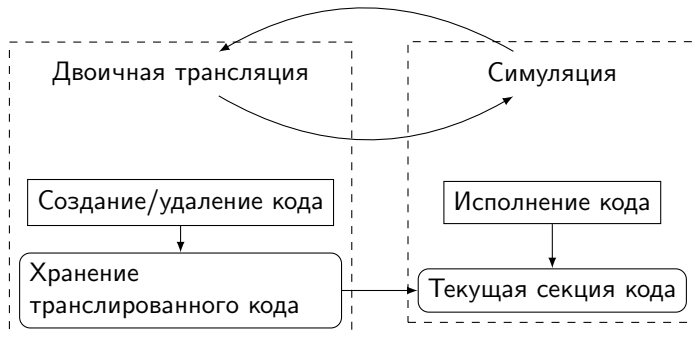 Двоичная трансляция
Симуляция
Создание/удаление кода
Исполнение кода
Хранение
транслированного кода
Текущая секция кода